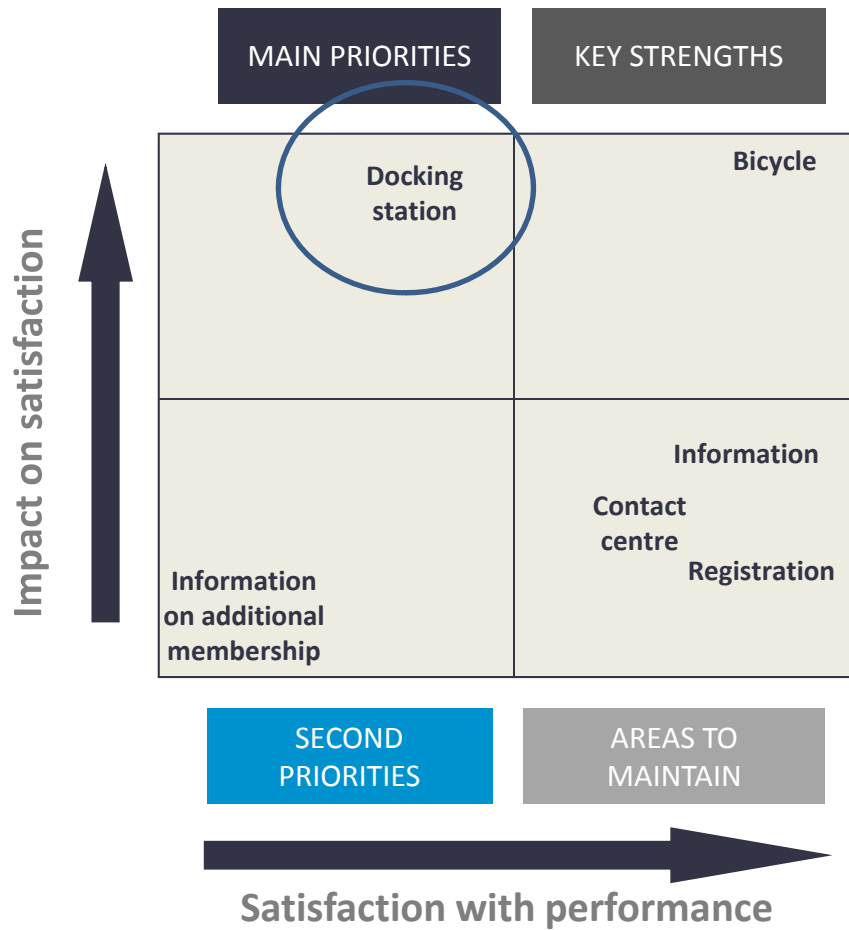 MAIN PRIORITIES
KEY STRENGTHS
Docking
station
Bicycle
Impact on satisfaction
Information
Contact
centre
Registration
Information
on additional
membership
SECOND
PRIORITIES
AREAS TO
MAINTAIN
Satisfaction with performance